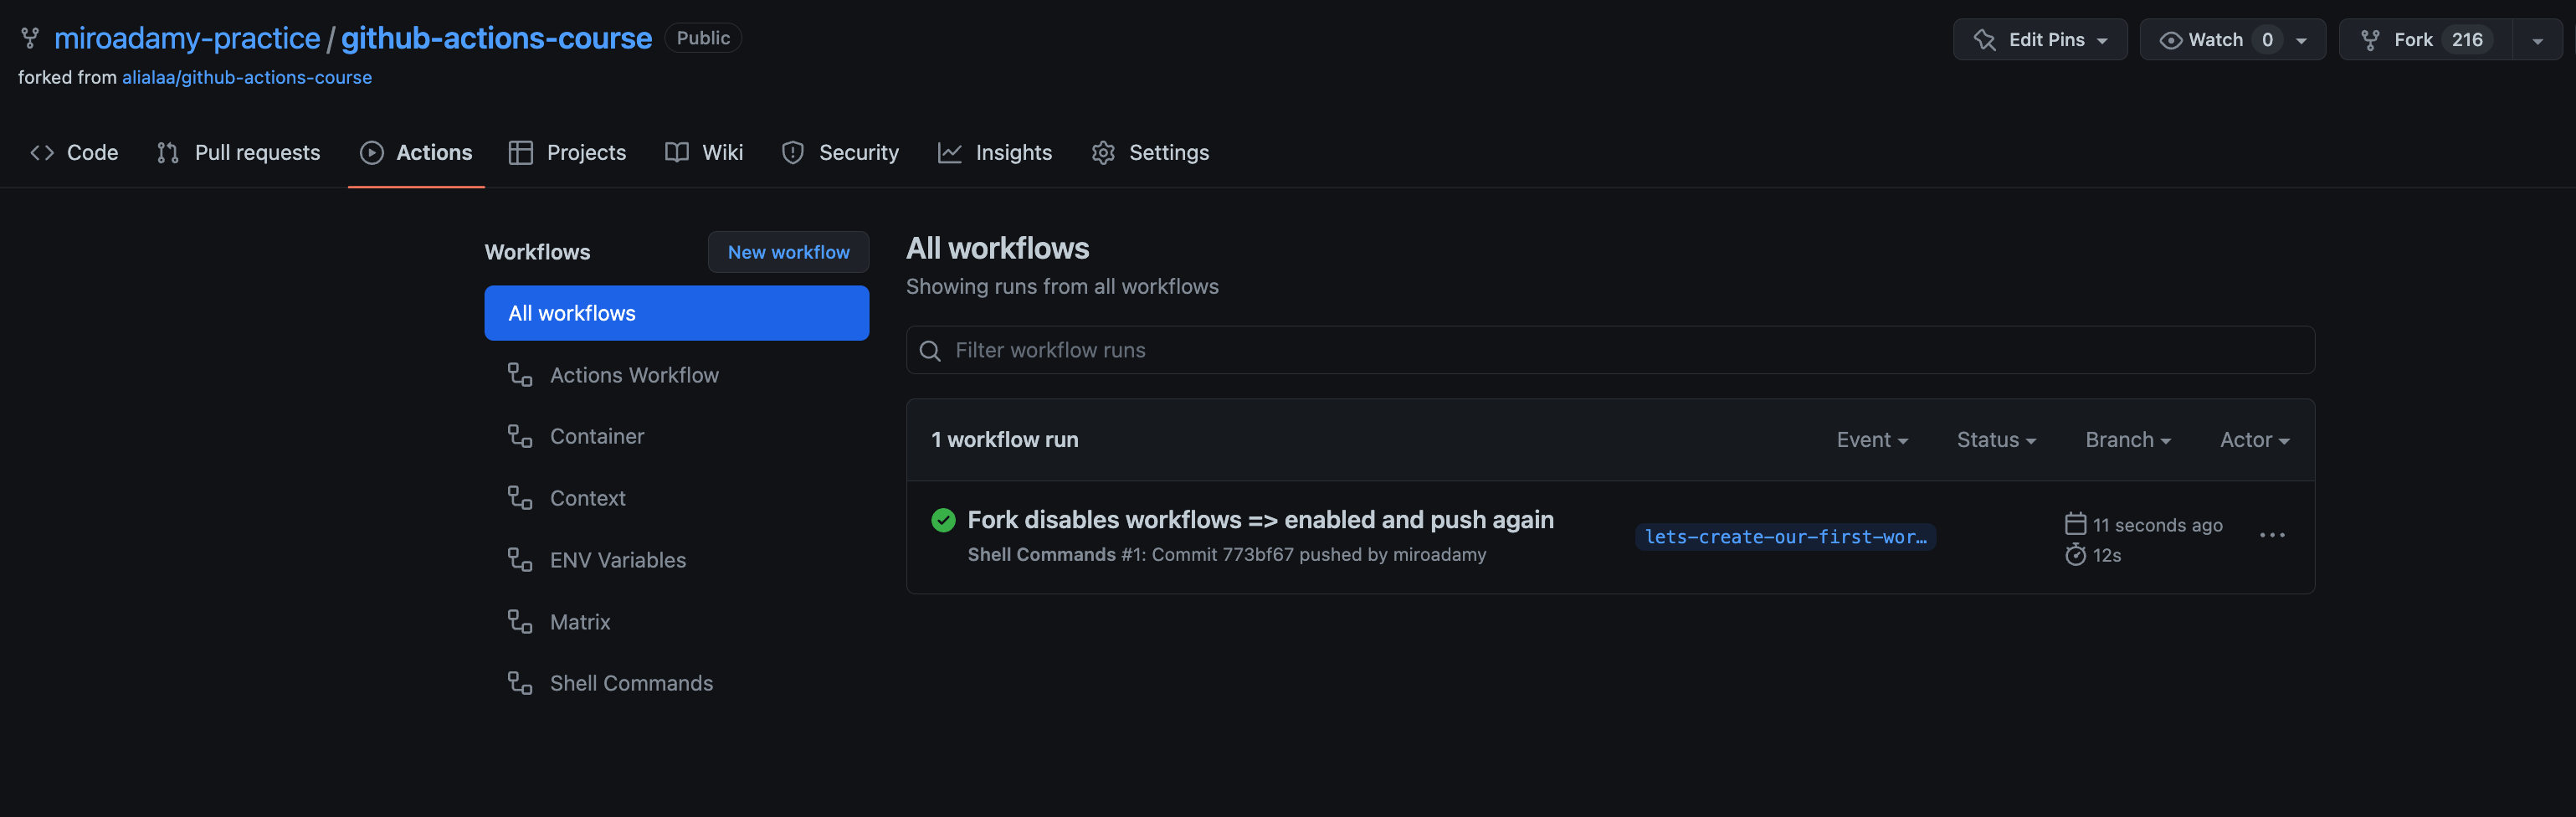 miroadamy-practice / github-actions-course Public
forked from alialaa/github-actions-course
Edit Pins Watch 0 Fork 216
Code Pull requests Actions Projects Wiki Security Insights Settings
Workflows New workflow
All workflows
Actions Workflow
Container
Context
ENV Variables
Matrix
Shell Commands
All workflows
Showing runs from all workflows
Filter workflow runs
1 workflow run Event Status Branch Actor
Fork disables workflows => enabled and push again
Shell Commands #1: Commit 773bf67 pushed by miroadamy
lets-create-our-first-wor…
11 seconds ago
12s